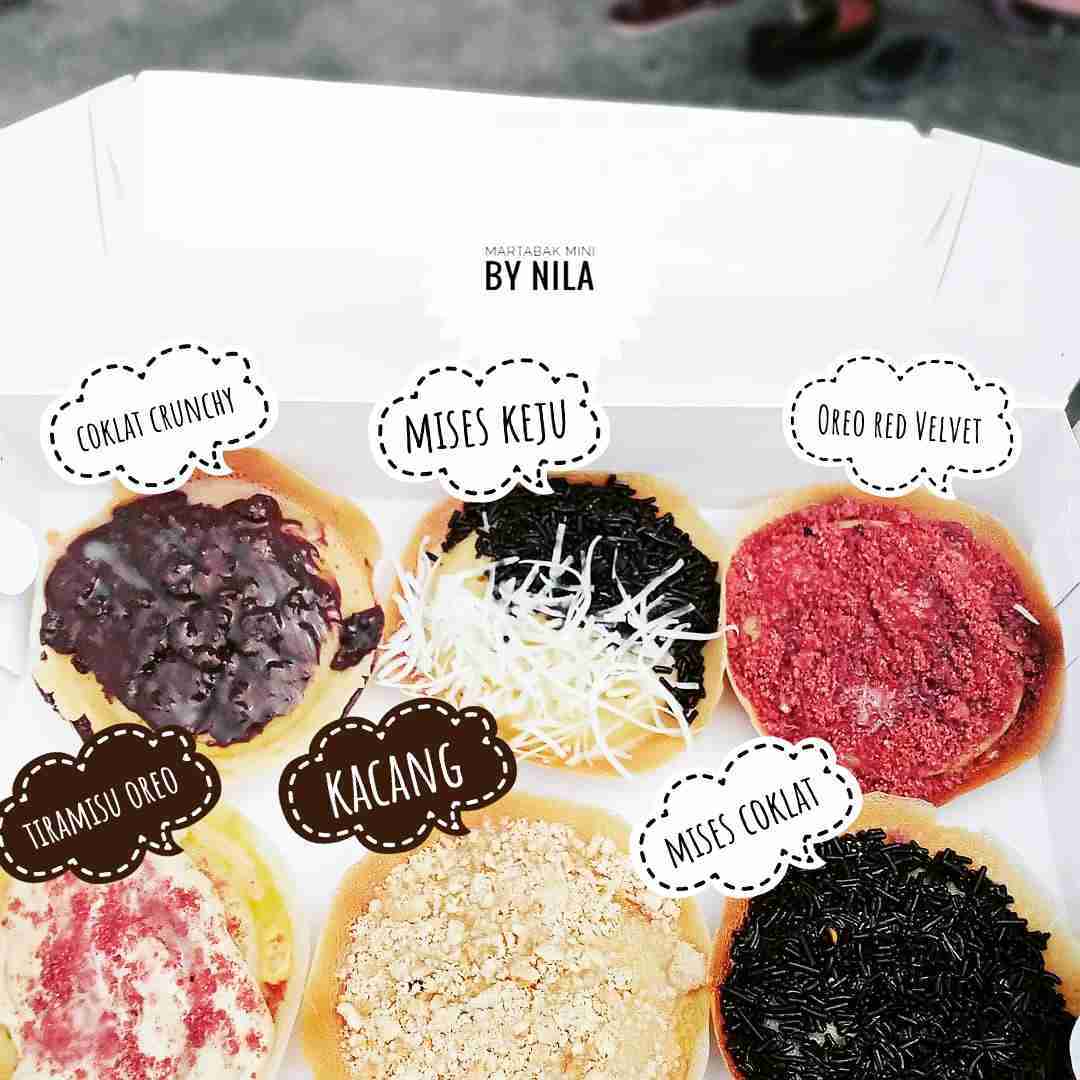 MARTABAK MINI
BY NILA
COKLAT CRUNCHY
MISES KEJU
OREO RED VELVET
TIRAMISU OREO
KACANG
MISES COKLAT